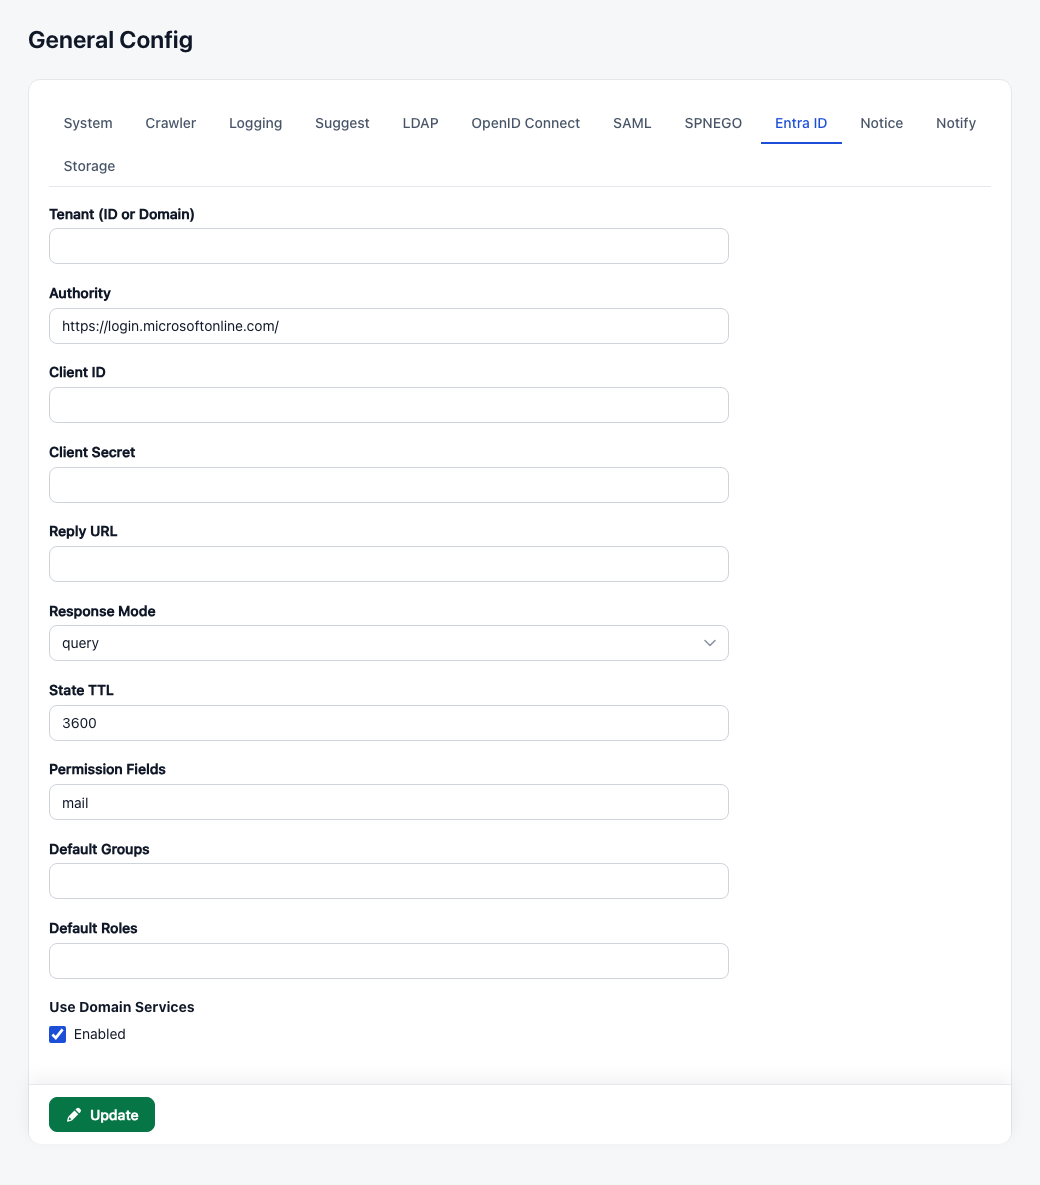 General Config
System Crawler Logging Suggest LDAP OpenID Connect SAML SPNEGO Entra ID Notice Notify
Storage
Tenant (ID or Domain)
Authority
https://login.microsoftonline.com/
Client ID
Client Secret
Reply URL
Response Mode
query
State TTL
3600
Permission Fields
mail
Default Groups
Default Roles
Use Domain Services
Enabled
Update